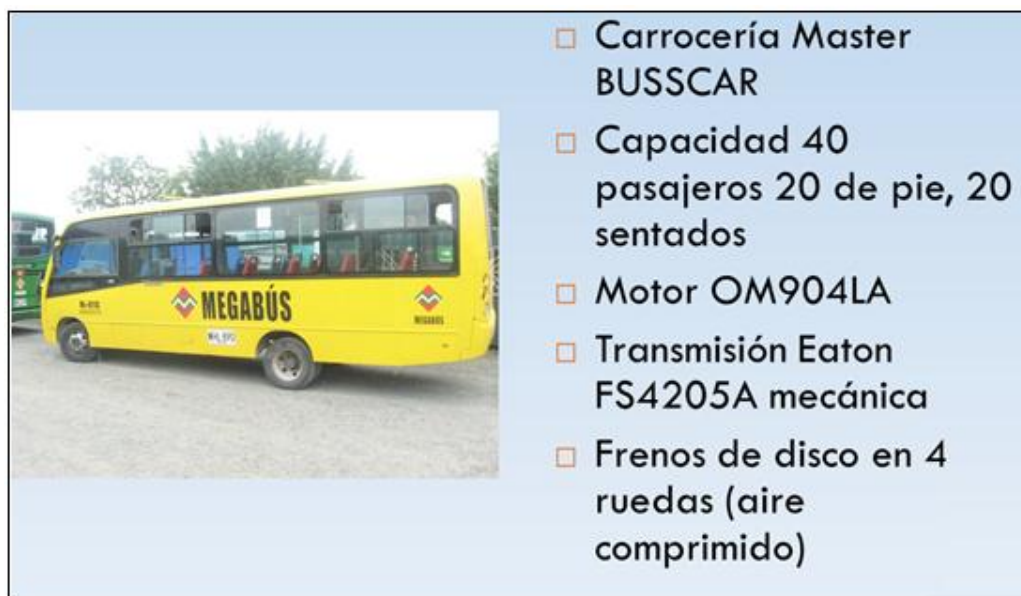 Carrocería Master
BUSSCAR
Capacidad 40
pasajeros 20 de pie, 20
sentados
Motor OM904LA
Transmisión Eaton
FS4205A mecánica
Frenos de disco en 4
ruedas (aire
comprimido)
MEGABÚS
MEGABÚS